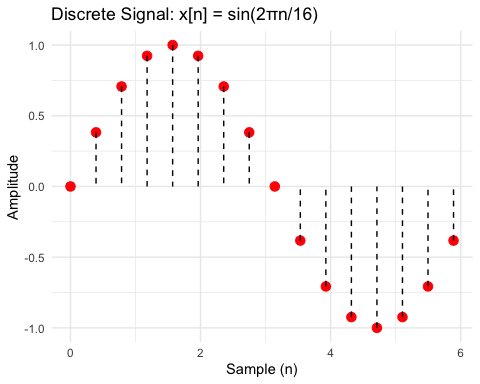 Discrete Signal: x[n] = sin(2πn/16)
Amplitude
1.0
0.5
0.0
-0.5
-1.0
0 2 4 6
Sample (n)